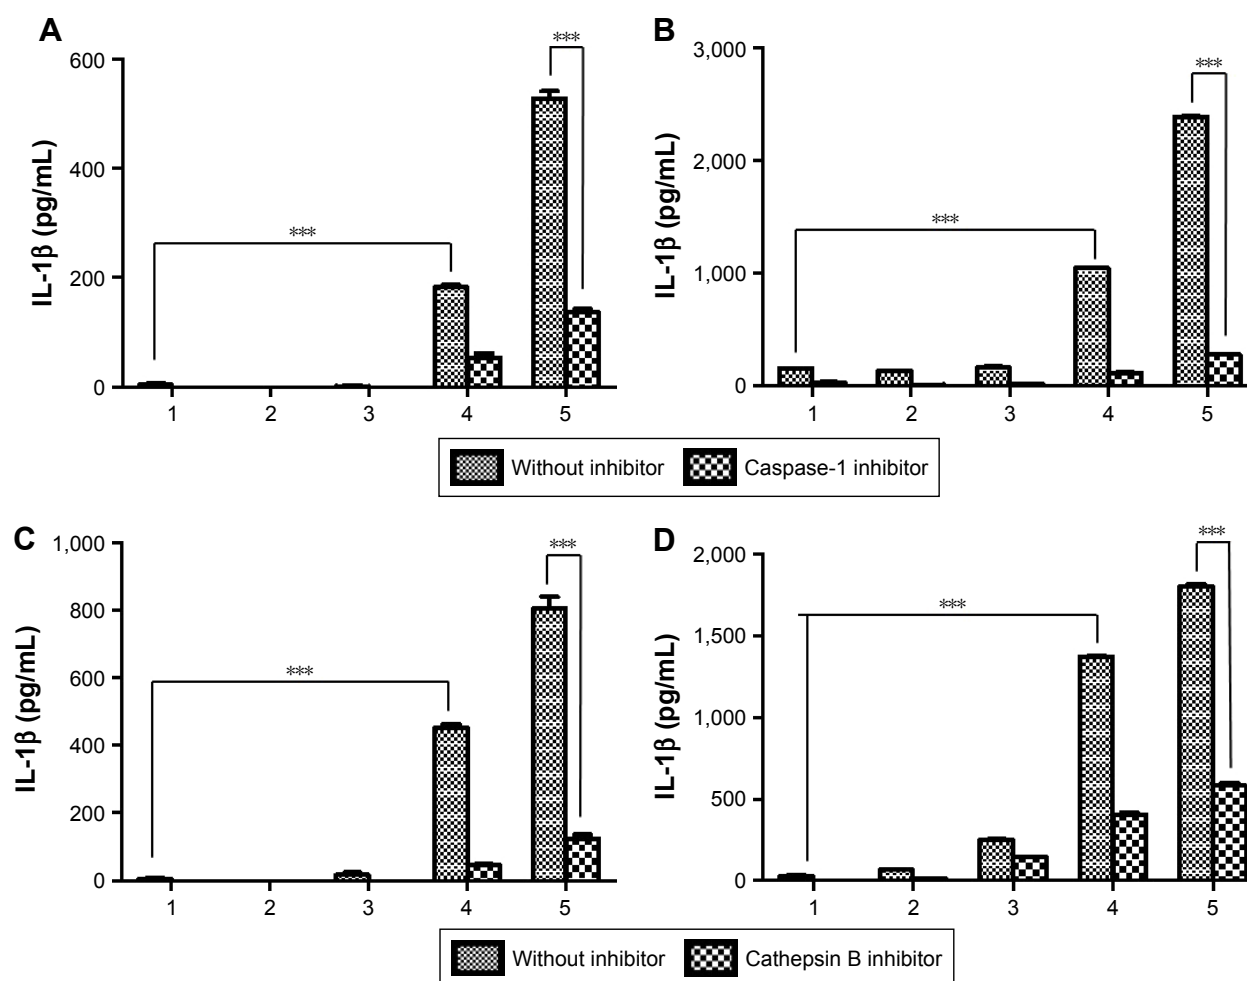 A
IL-1β (pg/mL)
600
400
200
0
***
***
1 2 3 4 5
B
IL-1β (pg/mL)
3,000
2,000
1,000
0
***
***
1 2 3 4 5
Without inhibitor Caspase-1 inhibitor
C
IL-1β (pg/mL)
1,000
800
600
400
200
0
***
***
1 2 3 4 5
D
IL-1β (pg/mL)
2,000
1,500
1,000
500
0
***
***
1 2 3 4 5
Without inhibitor Cathepsin B inhibitor